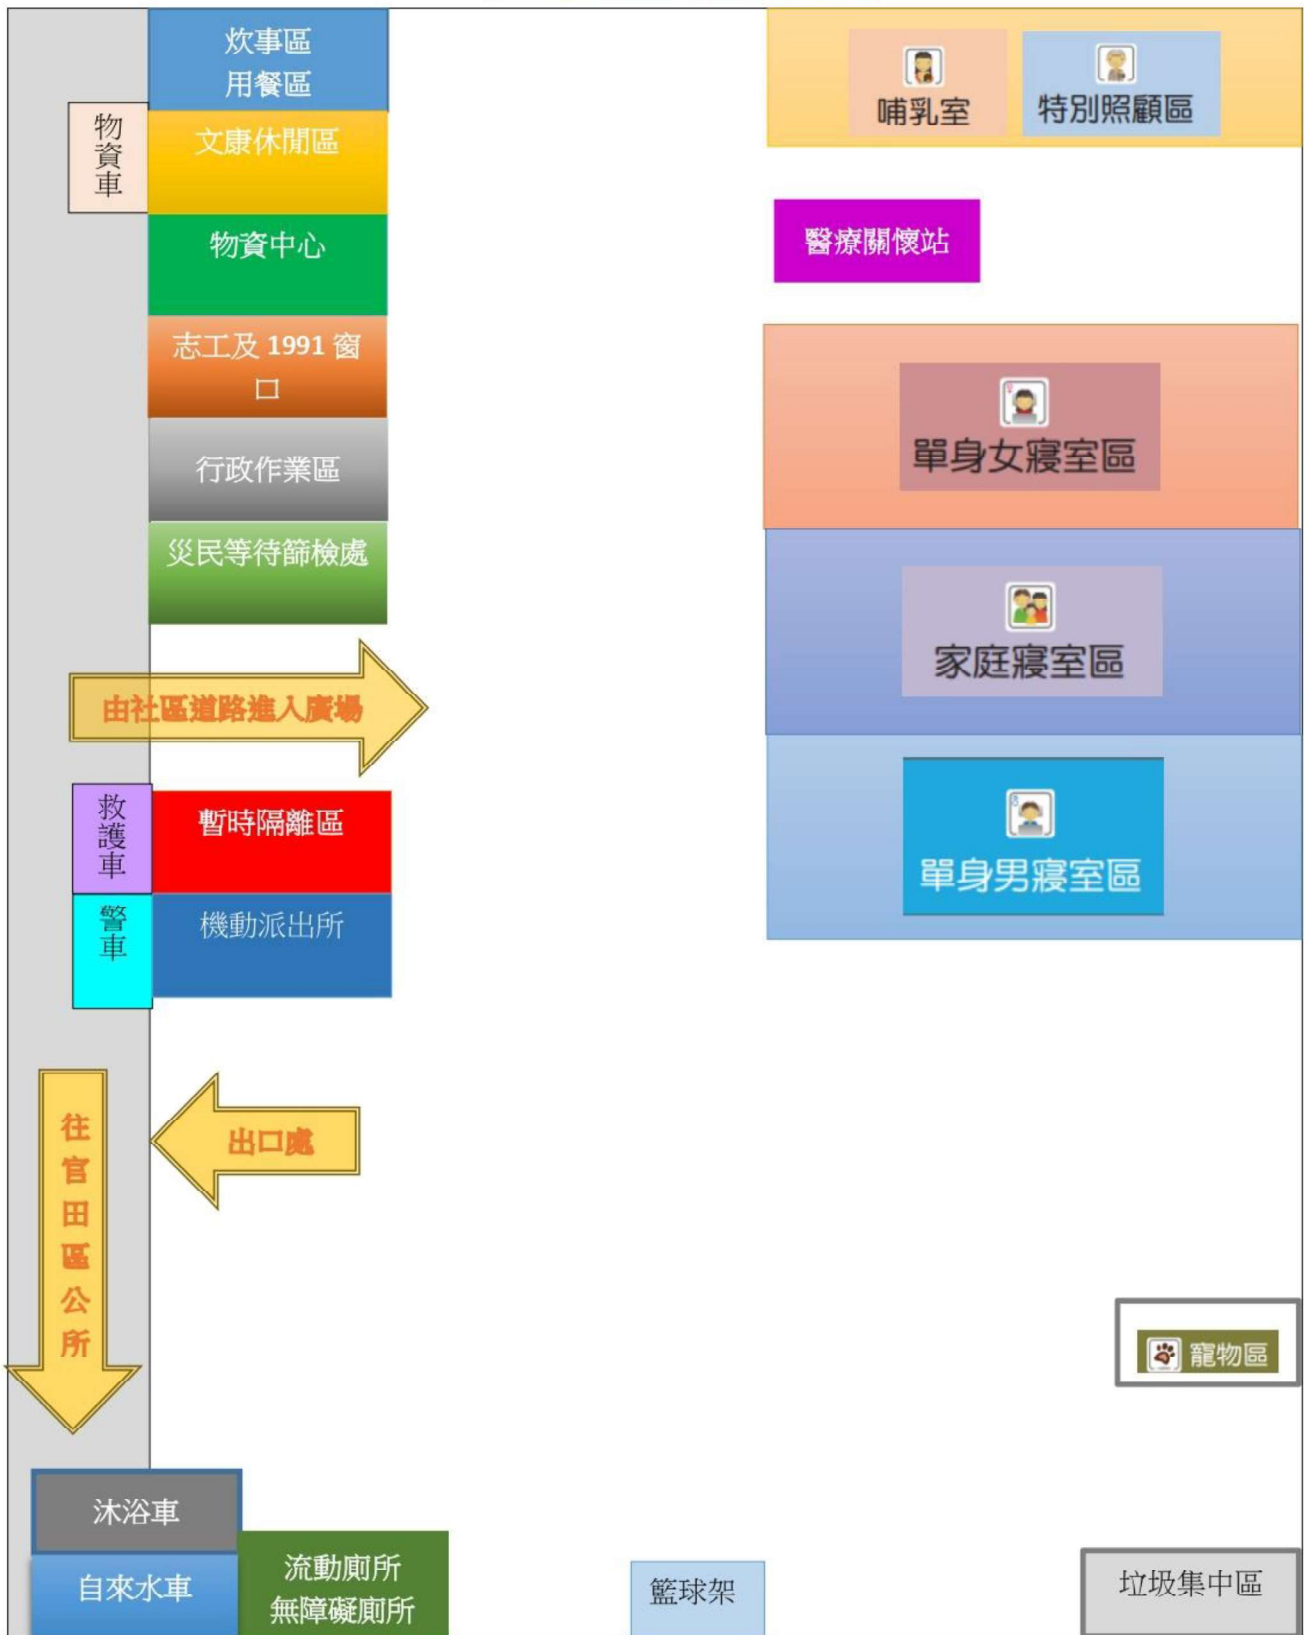 炊事區
用餐區
哺乳室
特別照顧區
物資車
文康休閒區
物資中心
醫療關懷站
志工及 1991 窗
口
單身女寢室區
行政作業區
災民等待篩檢處
家庭寢室區
由社區道路進入廣場
救護車
暫時隔離區
單身男寢室區
警車
機動派出所
往官田區公所
出口處
寵物區
沐浴車
自來水車
流動廁所
無障礙廁所
籃球架
垃圾集中區